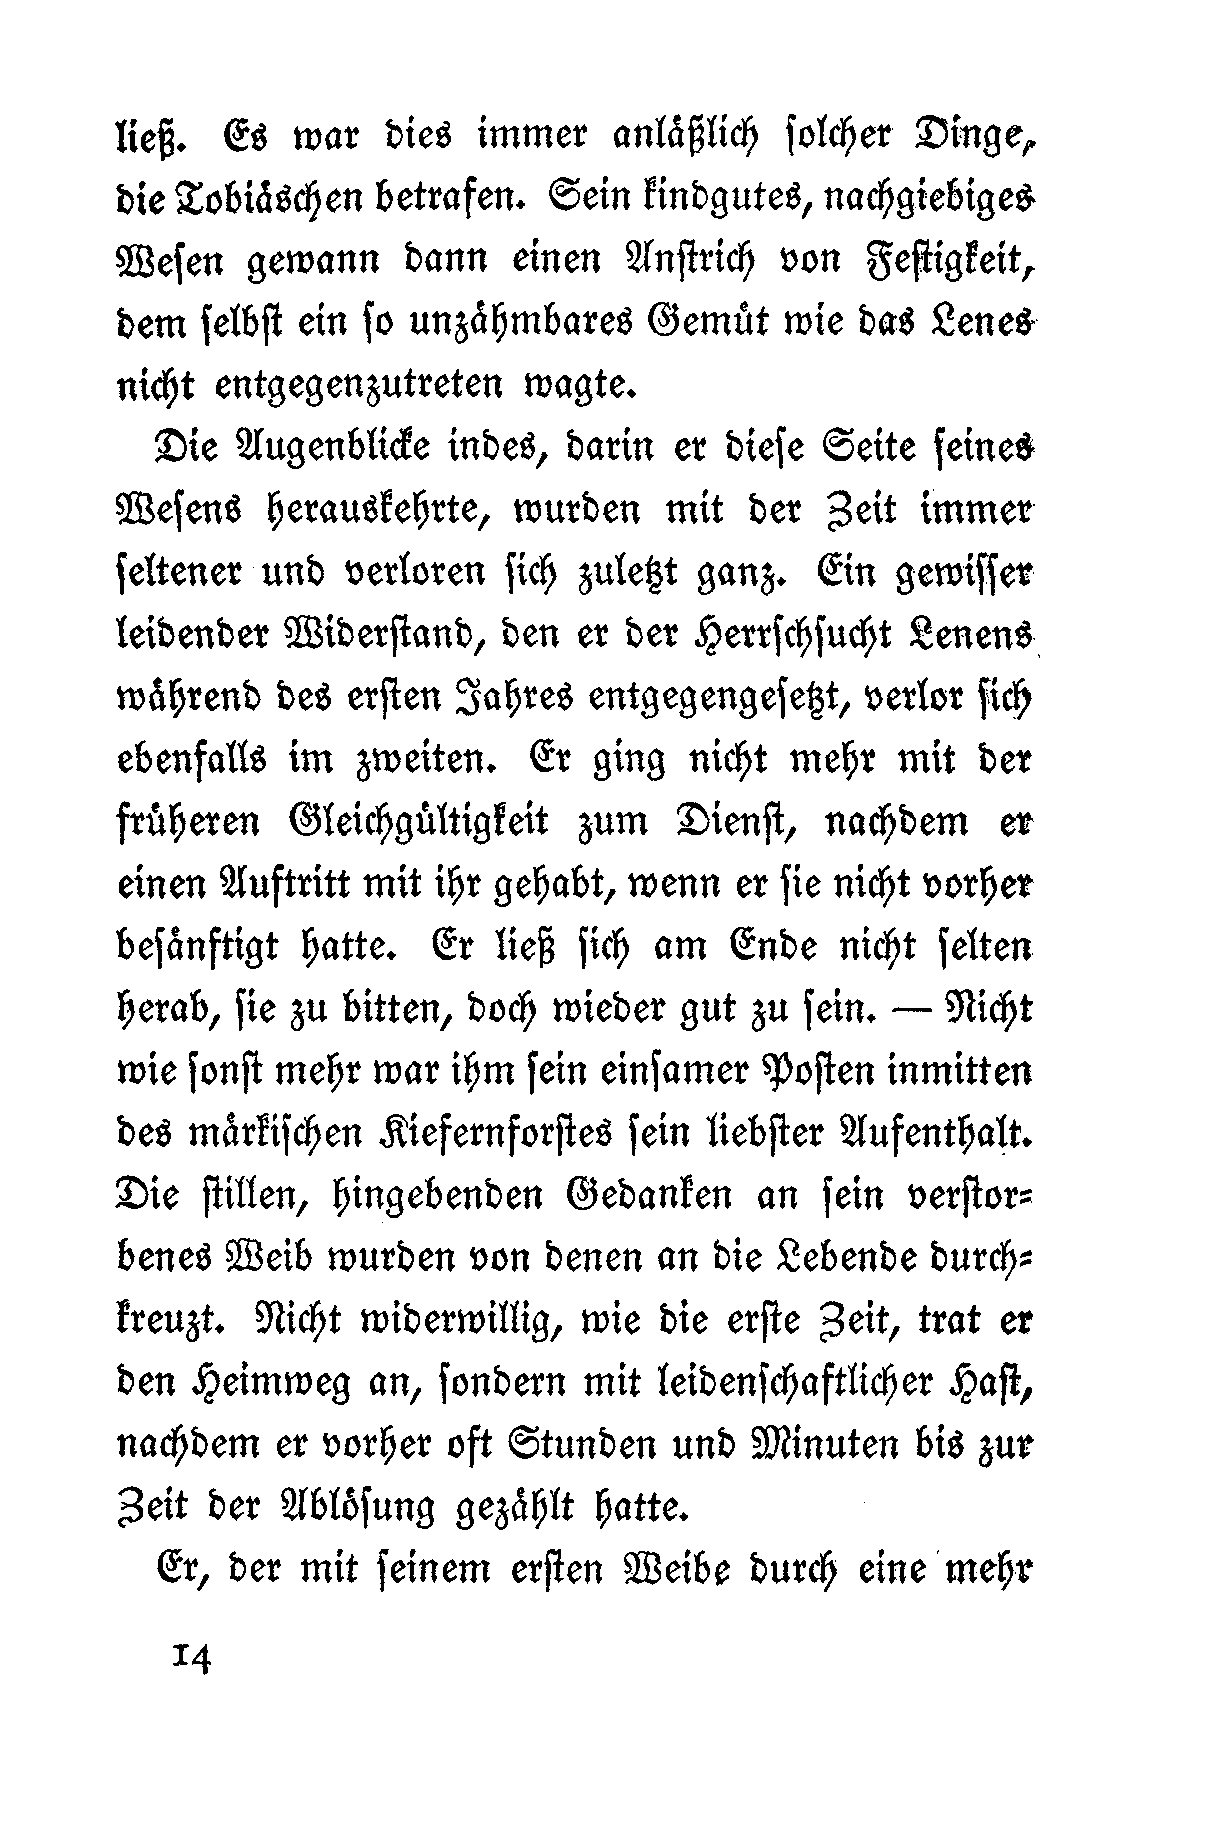 ließ. Es war dies immer anläßlich solcher Dinge,
die Tobiäschen betrafen. Sein kindgutes, nachgiebiges
Wesen gewann dann einen Anstrich von Festigkeit,
dem selbst ein so unzähmbares Gemüt wie das Lenes
nicht entgegenzutreten wagte.
Die Augenblicke indes, darin er diese Seite seines
Wesens herauskehrte, wurden mit der Zeit immer
seltener und verloren sich zuletzt ganz. Ein gewisser
leidender Widerstand, den er der Herrschsucht Lenens
während des ersten Jahres entgegengesetzt, verlor sich
ebenfalls im zweiten. Er ging nicht mehr mit der
früheren Gleichgültigkeit zum Dienst, nachdem er
einen Auftritt mit ihr gehabt, wenn er sie nicht vorher
besänftigt hatte. Er ließ sich am Ende nicht selten
herab, sie zu bitten, doch wieder gut zu sein. — Nicht
wie sonst mehr war ihm sein einsamer Posten inmitten
des märkischen Kiefernforstes sein liebster Aufenthalt.
Die stillen, hingebenden Gedanken an sein verstor-
benes Weib wurden von denen an die Lebende durch-
kreuzt. Nicht widerwillig, wie die erste Zeit, trat er
den Heimweg an, sondern mit leidenschaftlicher Hast,
nachdem er vorher oft Stunden und Minuten bis zur
Zeit der Ablösung gezählt hatte.
Er, der mit seinem ersten Weibe durch eine mehr
14